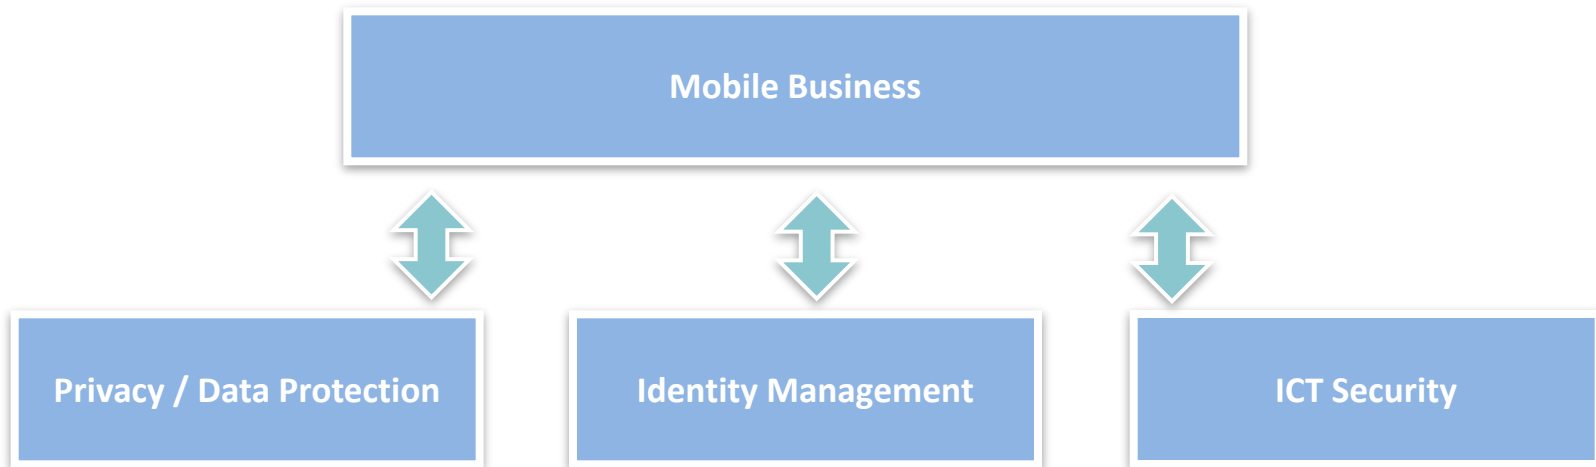 Mobile Business
Privacy / Data Protection
Identity Management
ICT Security